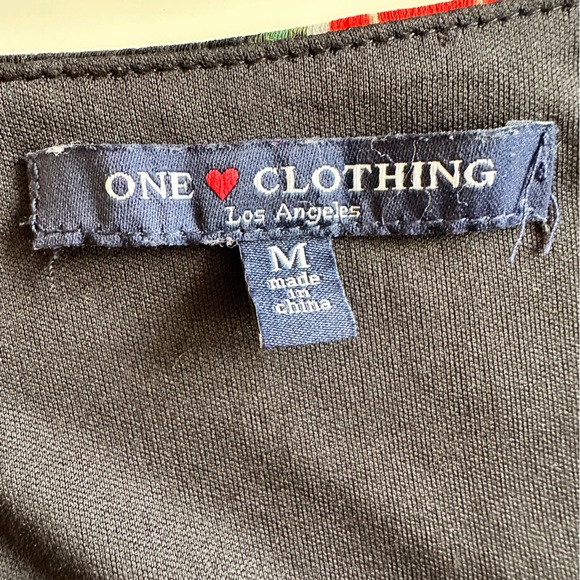 ONE ♥ CLOTHING
Los Angeles
M
made
in
china